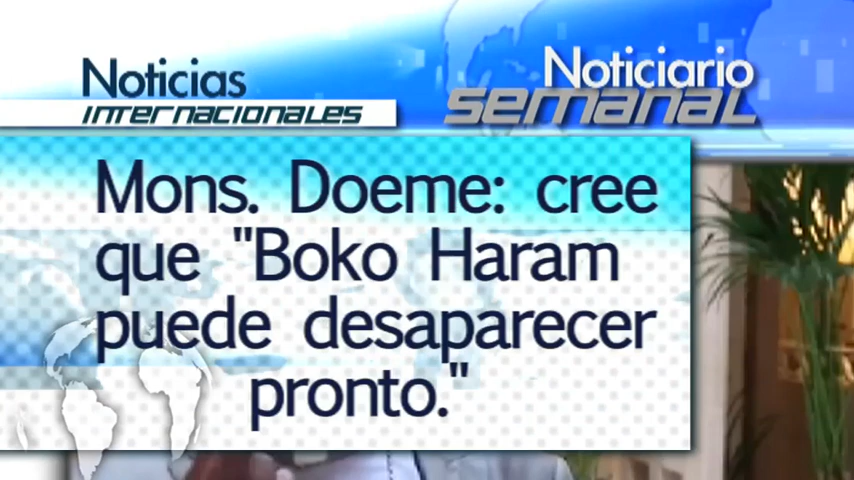 Noticias
internacionales
Noticiario
semanal
Mons. Doeme: cree
que "Boko Haram
puede desaparecer
pronto."